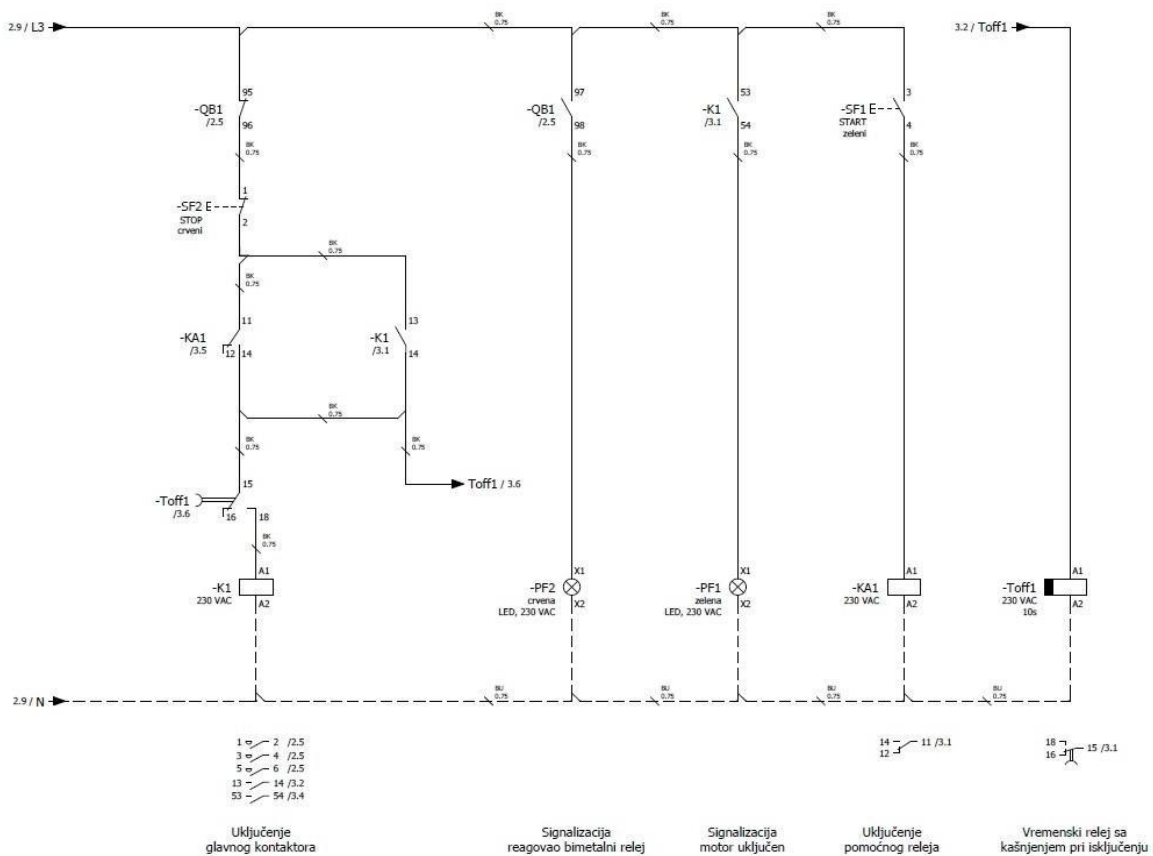 2.9 / L3
BK
0.75
BK
0.75
BK
0.75
3.2 / Toff1
-QB1
/2.5
95
96
-QB1
/2.5
97
98
-K1
/3.1
53
54
-SF1 E
START
zeleni
3
4
BK
0.75
BK
0.75
BK
0.75
BK
0.75
-SF2 E
STOP
crveni
1
2
BK
0.75
BK
0.75
-KA1
/3.5
11
12 14
-K1
/3.1
13
14
BK
0.75
BK
0.75
BK
0.75
Toff1 / 3.6
-Toff1
/3.6
15
16 18
BK
0.75
-K1
230 VAC
A1
A2
-PF2
crvena
LED, 230 VAC
X1
X2
-PF1
zelena
LED, 230 VAC
X1
X2
-KA1
230 VAC
A1
A2
-Toff1
230 VAC
10s
A1
A2
2.9 / N
BU
0.75
BU
0.75
BU
0.75
BU
0.75
1 2 /2.5
3 4 /2.5
5 6 /2.5
13 14 /3.2
53 54 /3.4
14 11 /3.1
12
18
16 15 /3.1
Uključenje
glavnog kontaktora
Signalizacija
reagovao bimetalni relej
Signalizacija
motor uključen
Uključenje
pomoćnog releja
Vremenski relej sa
kašnjenjem pri isključenju